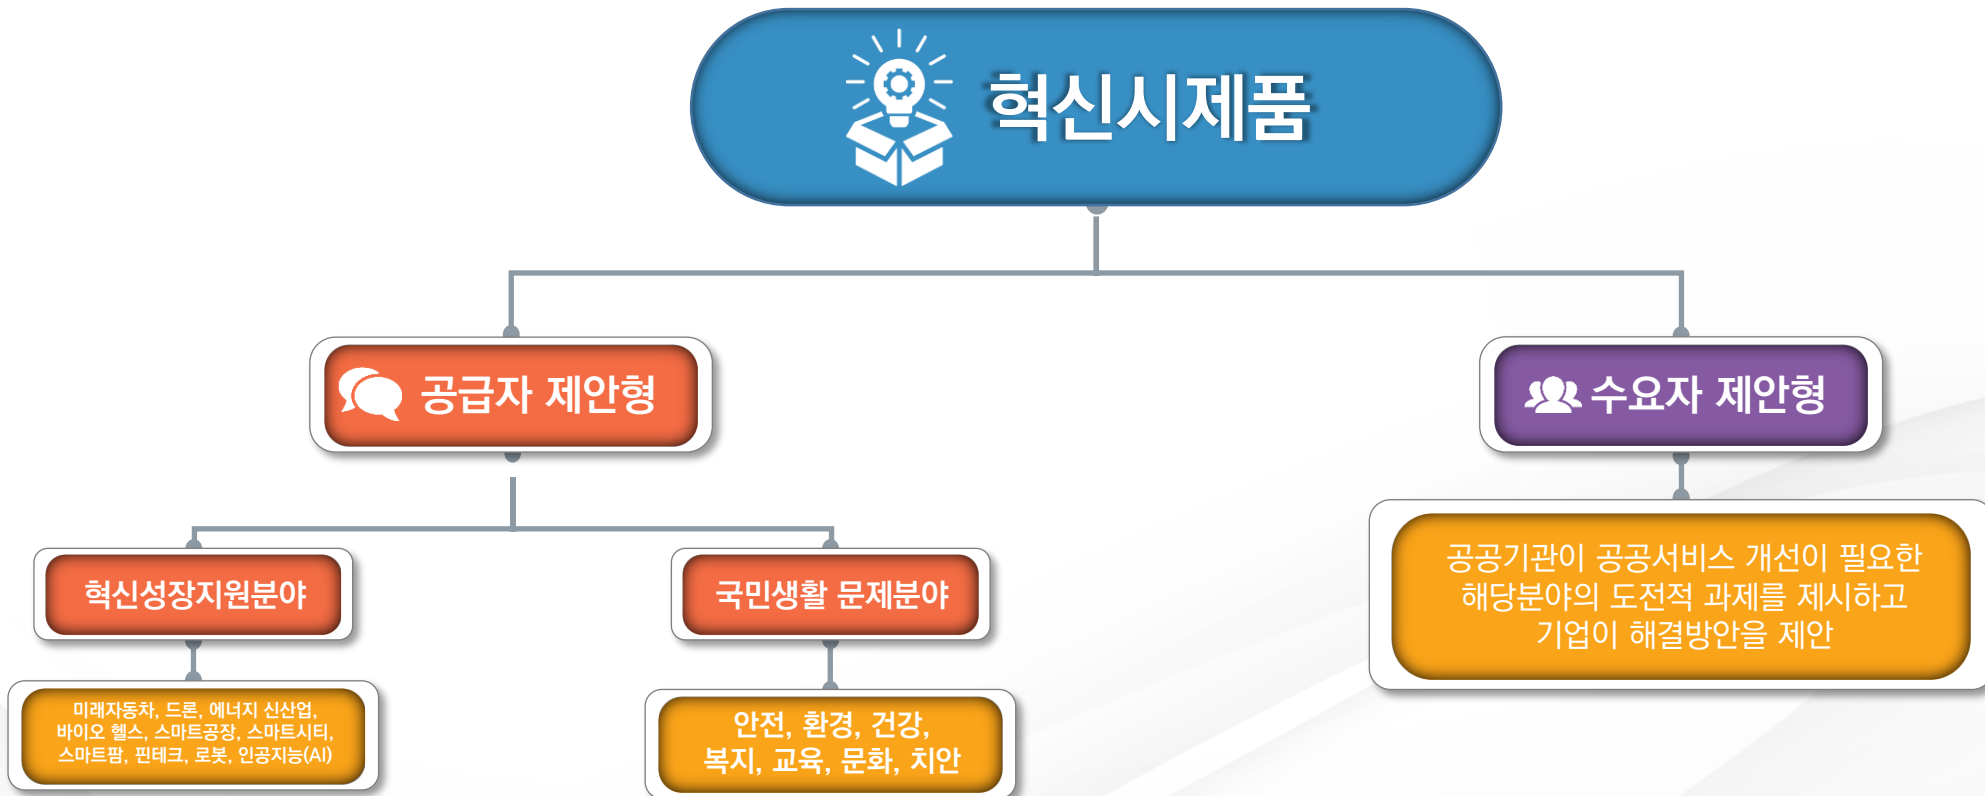 혁신시제품
공급자 제안형
수요자 제안형
혁신성장지원분야
국민생활 문제분야
미래자동차, 드론, 에너지 신산업,
바이오 헬스, 스마트공장, 스마트시티,
스마트팜, 핀테크, 로봇, 인공지능(AI)
안전, 환경, 건강,
복지, 교육, 문화, 치안
공공기관이 공공서비스 개선이 필요한
해당분야의 도전적 과제를 제시하고
기업이 해결방안을 제안